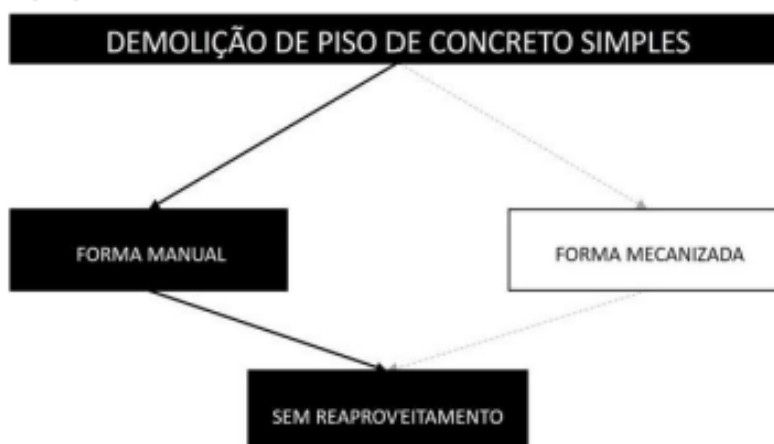 DEMOLIÇÃO DE PISO DE CONCRETO SIMPLES
FORMA MANUAL
FORMA MECANIZADA
SEM REAPROVEITAMENTO